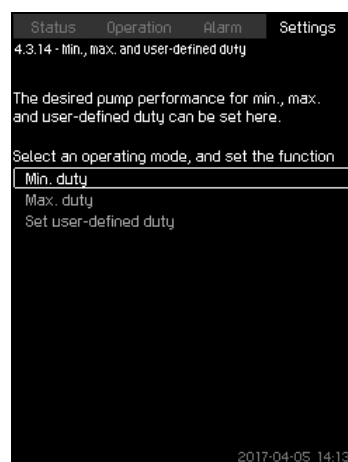 Status Operation Alarm Settings
4.3.14 - Min., max. and user-defined duty
The desired pump performance for min., max.
and user-defined duty can be set here.
Select an operating mode, and set the function
Min. duty
Max. duty
Set user-defined duty
2017-04-05 14:13